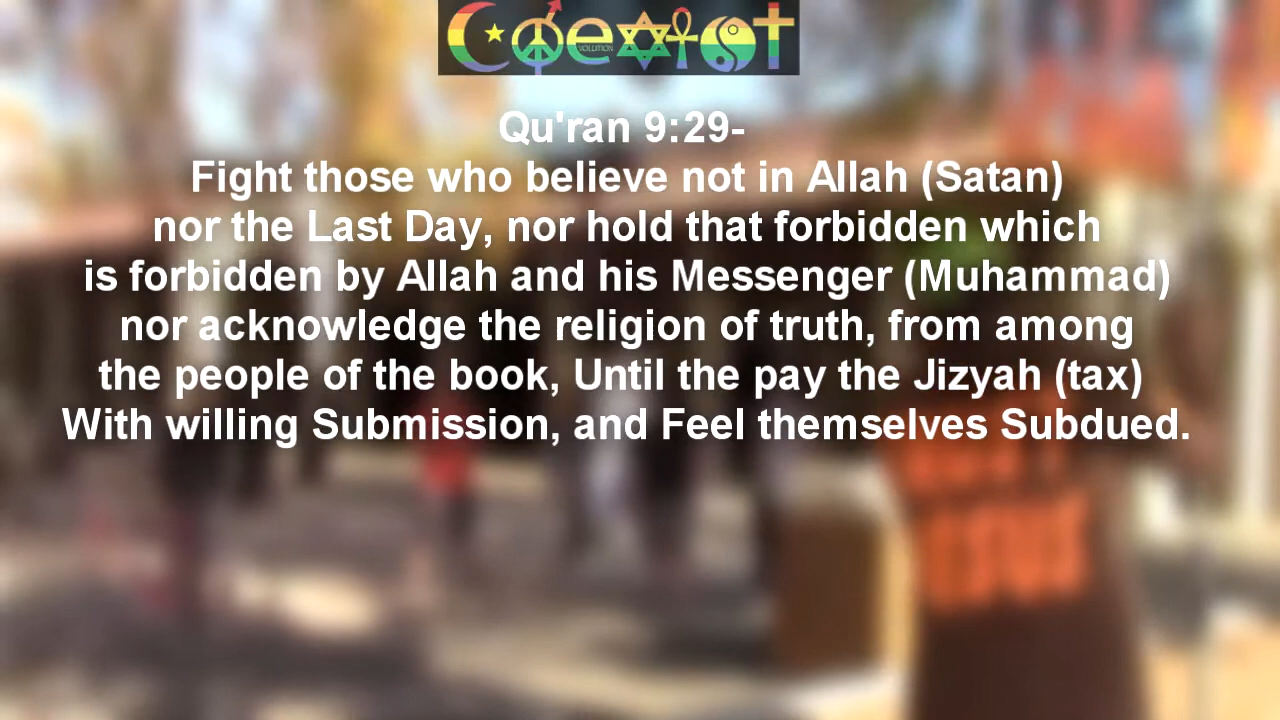 Coexist
Qu'ran 9:29-
Fight those who believe not in Allah (Satan)
nor the Last Day, nor hold that forbidden which
is forbidden by Allah and his Messenger (Muhammad)
nor acknowledge the religion of truth, from among
the people of the book, Until the pay the Jizyah (tax)
With willing Submission, and Feel themselves Subdued.